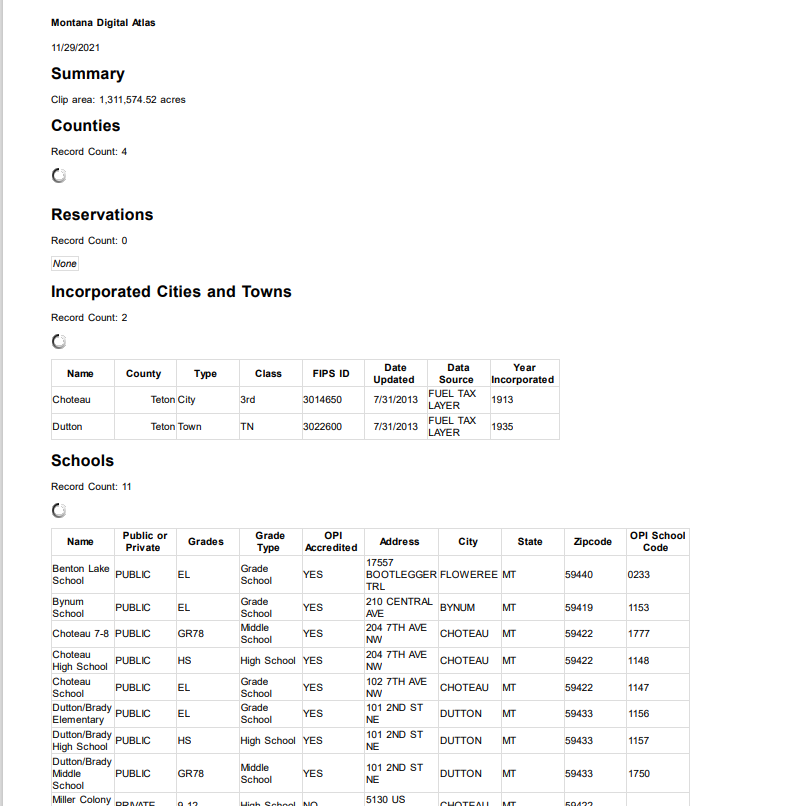 Montana Digital Atlas
11/29/2021
Summary
Clip area: 1,311,574.52 acres
Counties
Record Count: 4
Reservations
Record Count: 0
None
Incorporated Cities and Towns
Record Count: 2
Name County Type Class FIPS ID Date Updated Data Source Year Incorporated
Choteau Teton City 3rd 3014650 7/31/2013 FUEL TAX LAYER 1913
Dutton Teton Town TN 3022600 7/31/2013 FUEL TAX LAYER 1935
Schools
Record Count: 11
Name Public or Private Grades Grade Type OPI Accredited Address City State Zipcode OPI School Code
Benton Lake School PUBLIC EL Grade School YES 17557 BOOTLEGGER TRL FLOWEREE MT 59440 0233
Bynum School PUBLIC EL Grade School YES 210 CENTRAL AVE BYNUM MT 59419 1153
Choteau 7-8 PUBLIC GR78 Middle School YES 204 7TH AVE NW CHOTEAU MT 59422 1777
Choteau High School PUBLIC HS High School YES 204 7TH AVE NW CHOTEAU MT 59422 1148
Choteau School PUBLIC EL Grade School YES 102 7TH AVE NW CHOTEAU MT 59422 1147
Dutton/Brady Elementary PUBLIC EL Grade School YES 101 2ND ST NE DUTTON MT 59433 1156
Dutton/Brady High School PUBLIC HS High School YES 101 2ND ST NE DUTTON MT 59433 1157
Dutton/Brady Middle School PUBLIC GR78 Middle School YES 101 2ND ST NE DUTTON MT 59433 1750
Miller Colony PRIVATE 9-12 High School NO 5130 US CHOTEAU MT 59422